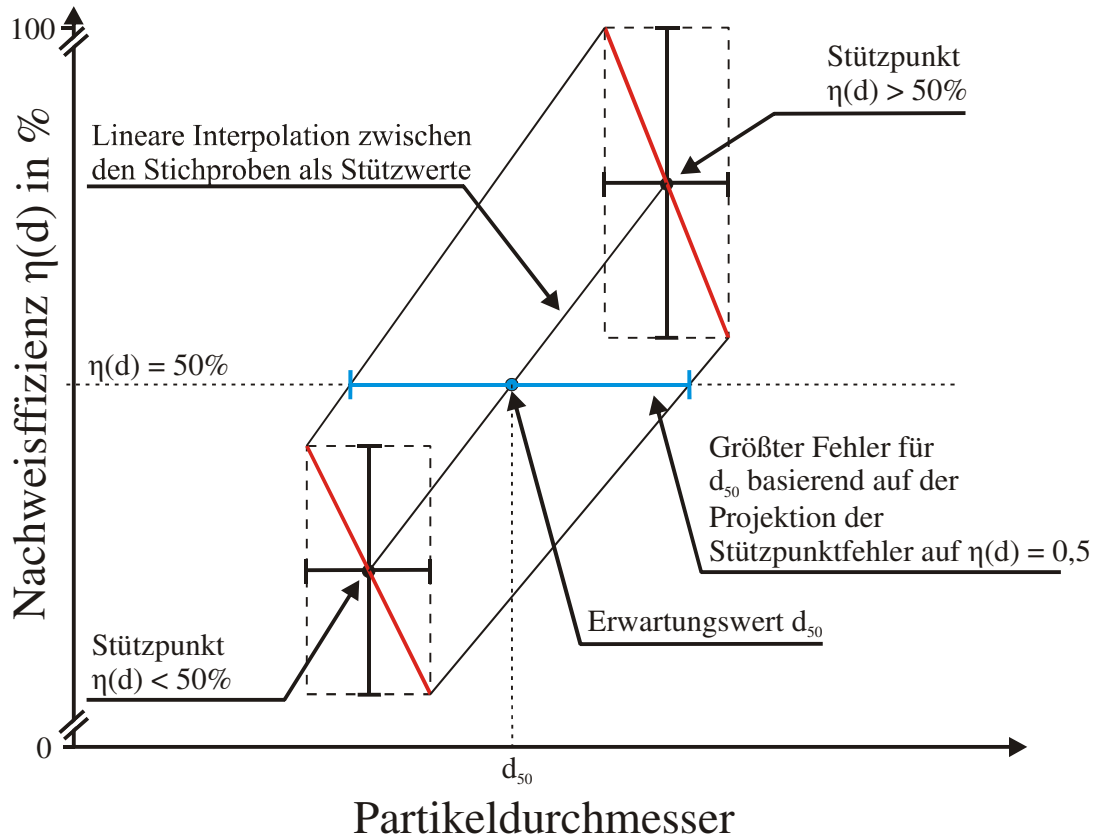 100
Nachweisffizienz η(d) in %
Stützpunkt
η(d) > 50%
Lineare Interpolation zwischen
den Stichproben als Stützwerte
η(d) = 50%
Größter Fehler für
d₅₀ basierend auf der
Projektion der
Stützpunktfehler auf η(d) = 0,5
Erwartungswert d₅₀
Stützpunkt
η(d) < 50%
0
d₅₀
Partikeldurchmesser